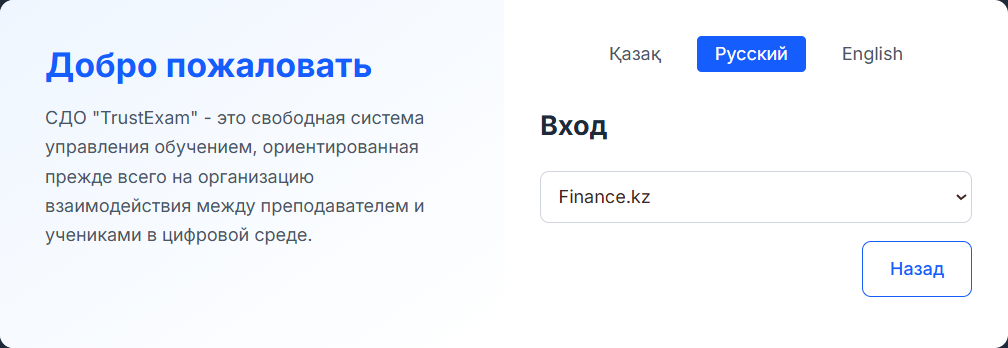 Добро пожаловать
СДО "TrustExam" - это свободная система
управления обучением, ориентированная
прежде всего на организацию
взаимодействия между преподавателем и
учениками в цифровой среде.
Қазақ Русский English
Вход
Finance.kz
Назад